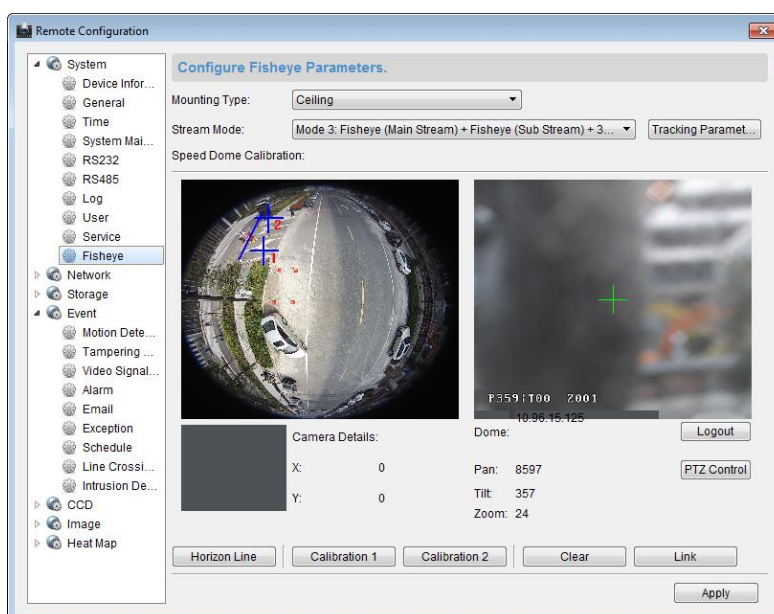 Remote Configuration
System
Device Infor...
General
Time
System Mai...
RS232
RS485
Log
User
Service
Fisheye
Network
Storage
Event
Motion Dete...
Tampering ...
Video Signal...
Alarm
Email
Exception
Schedule
Line Crossi...
Intrusion De...
CCD
Image
Heat Map
Configure Fisheye Parameters.
Mounting Type: Ceiling
Stream Mode: Mode 3: Fisheye (Main Stream) + Fisheye (Sub Stream) + 3... Tracking Paramet...
Speed Dome Calibration:
2
1
P359:T00 Z001
10.96.15.125
Camera Details:
X: 0
Y: 0
Dome: Logout
Pan: 8597 PTZ Control
Tilt: 357
Zoom: 24
Horizon Line Calibration 1 Calibration 2 Clear Link
Apply